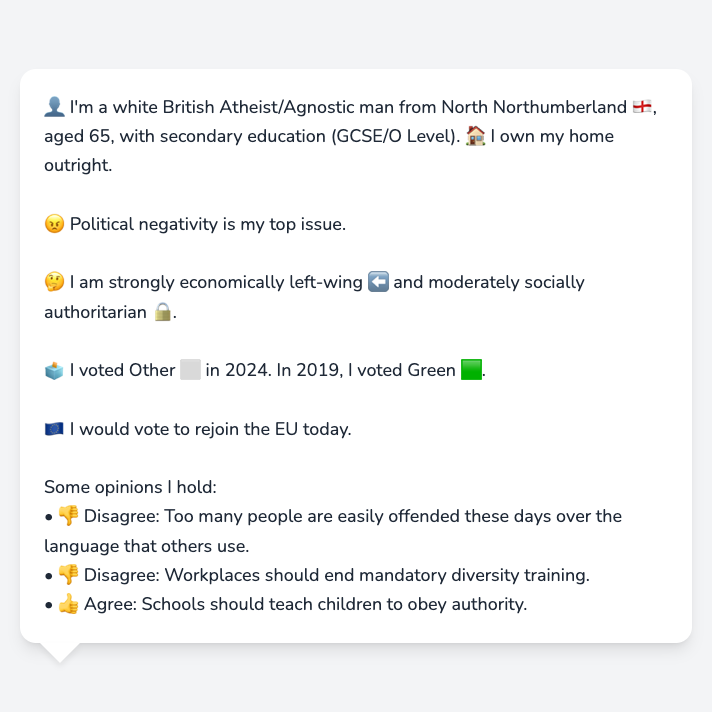 👤 I'm a white British Atheist/Agnostic man from North Northumberland 🏴󠁧󠁢󠁥󠁮󠁧󠁿,
aged 65, with secondary education (GCSE/O Level). 🏠 I own my home
outright.
😠 Political negativity is my top issue.
🤔 I am strongly economically left-wing ⬅️ and moderately socially
authoritarian 🔒.
🗳️ I voted Other ⬜ in 2024. In 2019, I voted Green 🟩.
🇪🇺 I would vote to rejoin the EU today.
Some opinions I hold:
• 👎 Disagree: Too many people are easily offended these days over the
language that others use.
• 👎 Disagree: Workplaces should end mandatory diversity training.
• 👍 Agree: Schools should teach children to obey authority.